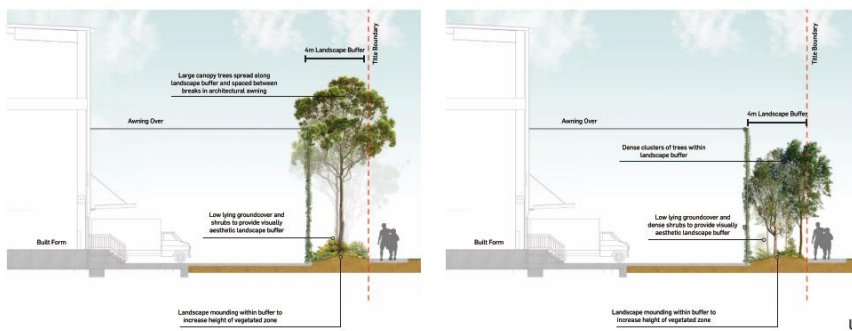 4m Landscape Buffer
Title Boundary
Large canopy trees spread along
landscape buffer and spaced between
breaks in architectural awning
Awning Over
Low lying groundcover and
shrubs to provide visually
aesthetic landscape buffer
Built Form
Landscape mounding within buffer to
increase height of vegetated zone
Title Boundary
4m Landscape Buffer
Awning Over
Dense clusters of trees within
landscape buffer
Low lying groundcover and
dense shrubs to provide visually
aesthetic landscape buffer
Built Form
Landscape mounding within buffer to
increase height of vegetated zone